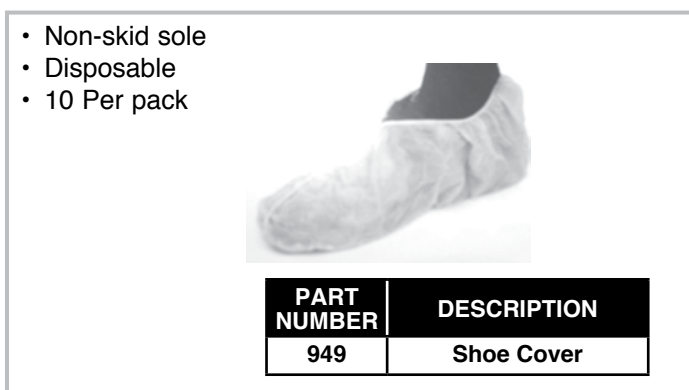 • Non-skid sole
• Disposable
• 10 Per pack
PART NUMBER DESCRIPTION
949 Shoe Cover